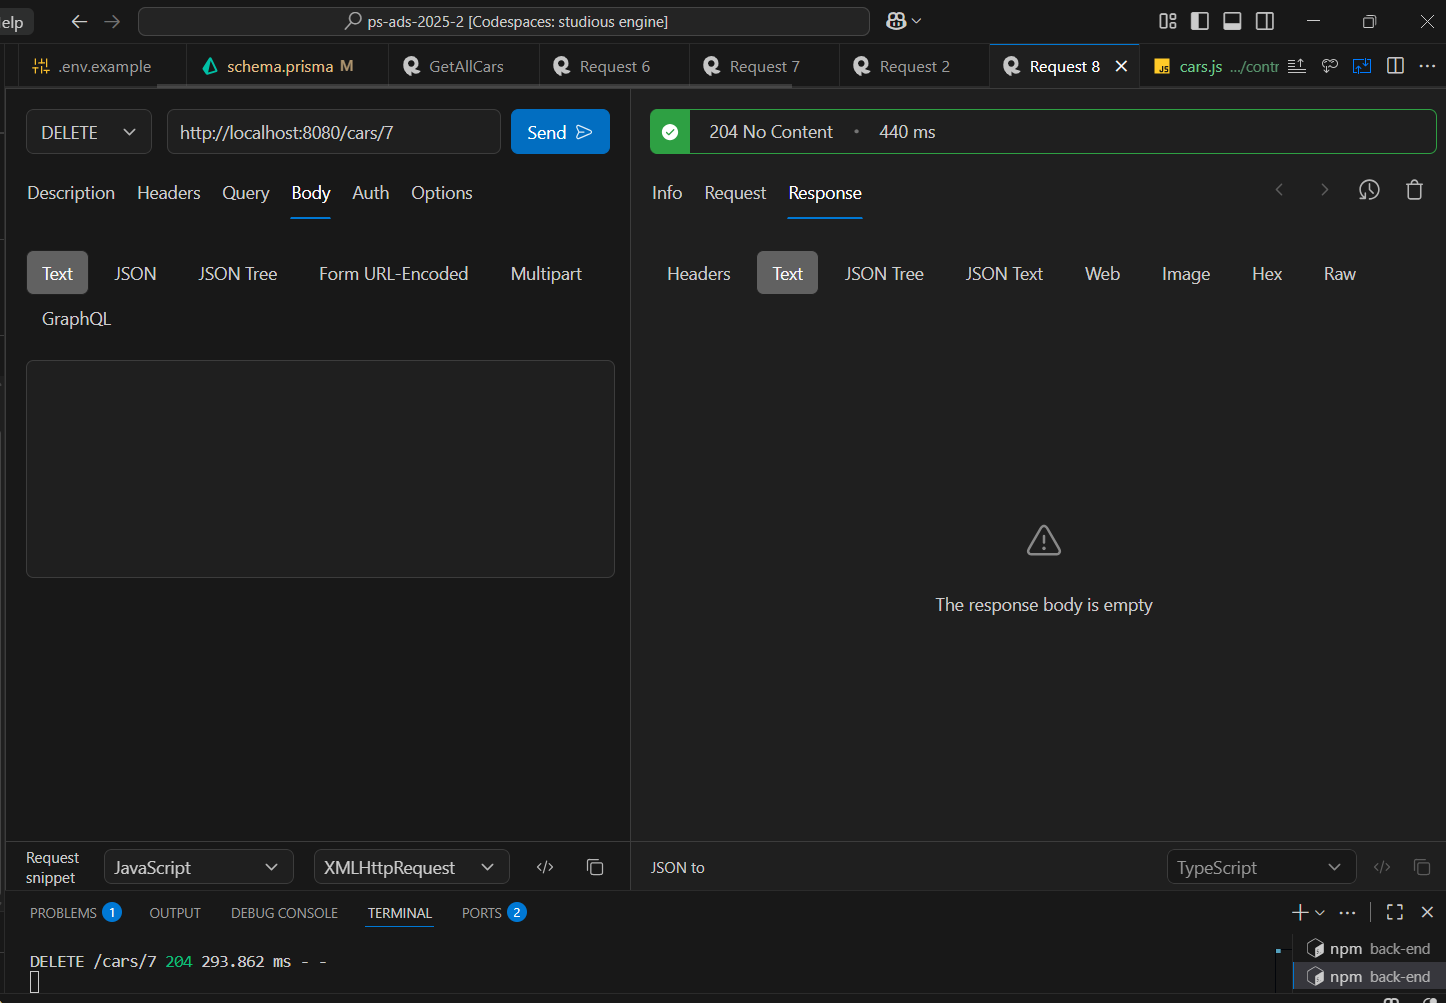 elp
ps-ads-2025-2 [Codespaces: studious engine]
.env.example
schema.prisma M
GetAllCars
Request 6
Request 7
Request 2
Request 8
JS cars.js .../contr
DELETE
http://localhost:8080/cars/7
Send
204 No Content • 440 ms
Description Headers Query Body Auth Options
Info Request Response
Text JSON JSON Tree Form URL-Encoded Multipart
GraphQL
Headers Text JSON Tree JSON Text Web Image Hex Raw
The response body is empty
Request
snippet
JavaScript
XMLHttpRequest
JSON to
TypeScript
PROBLEMS 1 OUTPUT DEBUG CONSOLE TERMINAL PORTS 2
DELETE /cars/7 204 293.862 ms - -
npm back-end
npm back-end